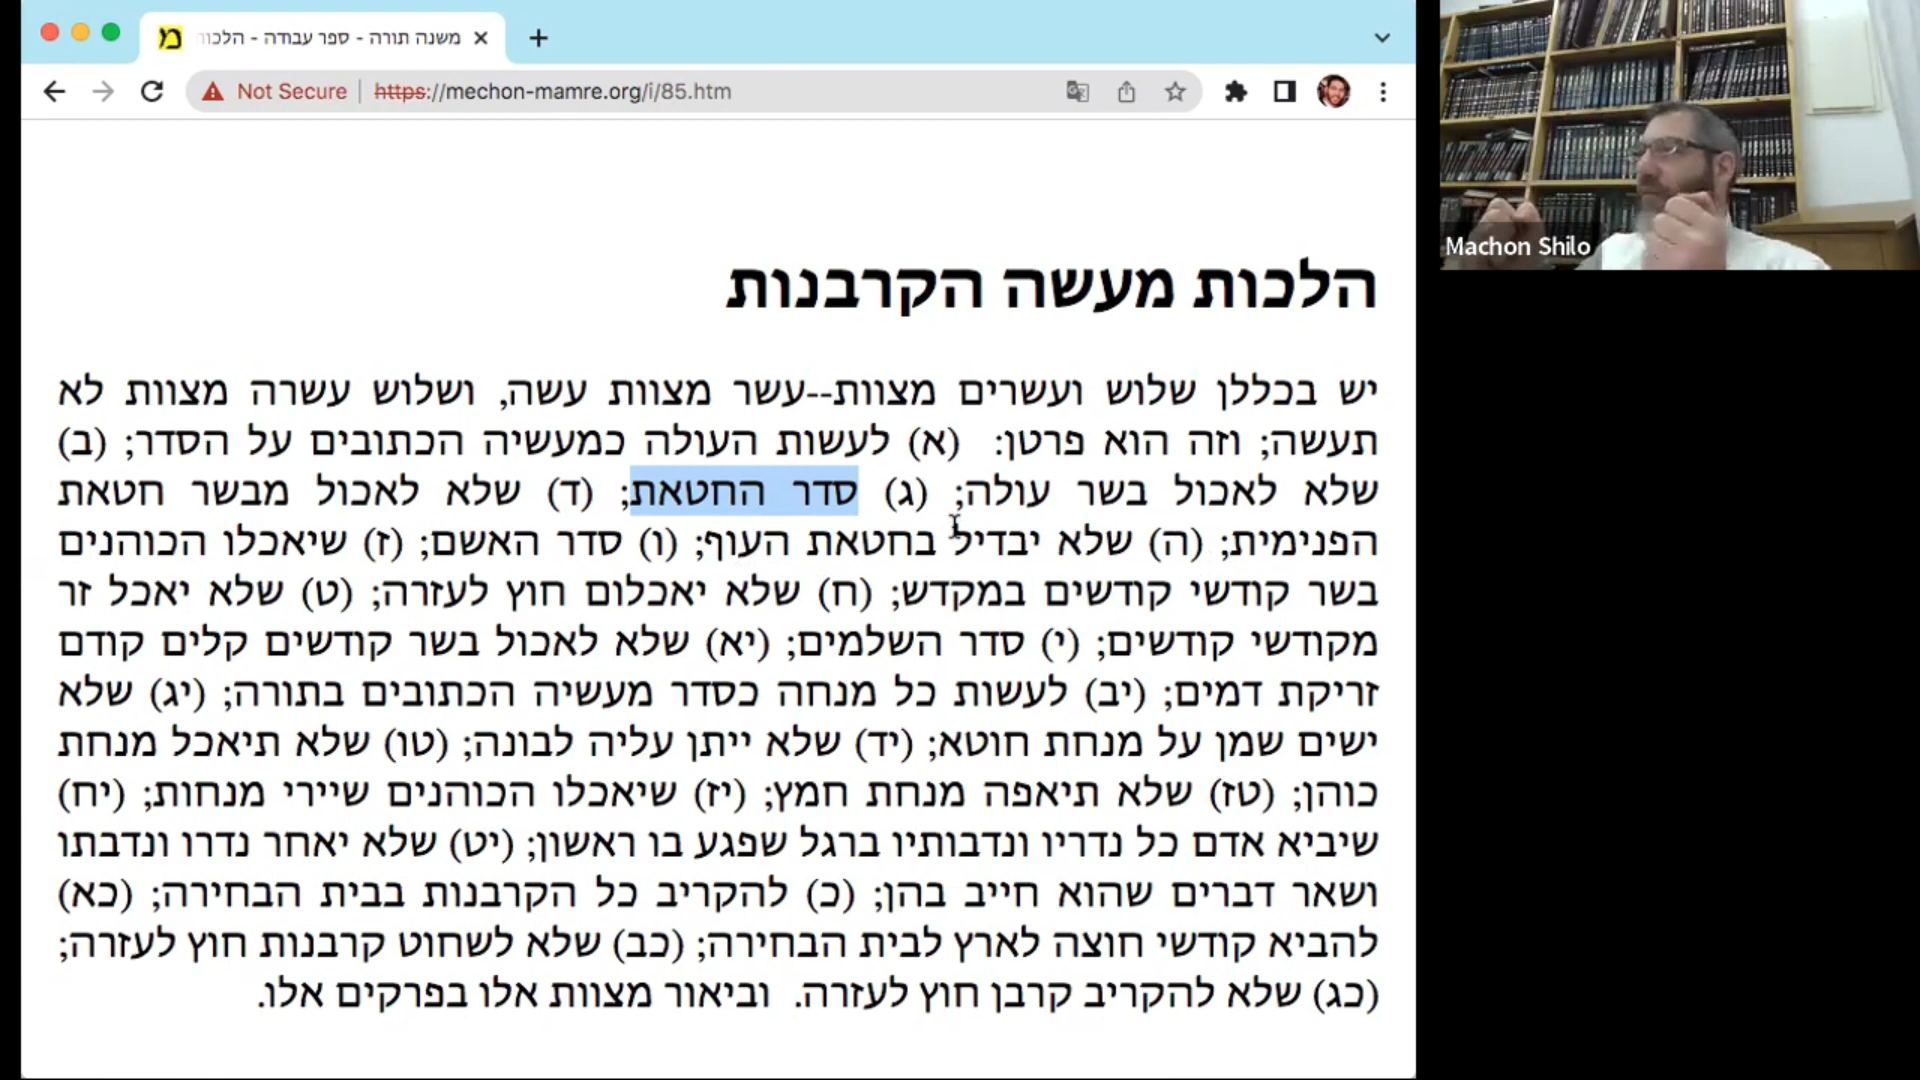 משנה תורה - ספר עבודה - הלכות
Not Secure
https://mechon-mamre.org/i/85.htm
Machon Shilo
הלכות מעשה הקרבנות
יש בכללן שלוש ועשרים מצוות--עשר מצוות עשה, ושלוש עשרה מצוות לא
תעשה; וזה הוא פרטן: (א) לעשות העולה כמעשיה הכתובים על הסדר; (ב)
שלא לאכול בשר עולה; (ג) סדר החטאת; (ד) שלא לאכול מבשר חטאת
הפנימית; (ה) שלא יבדיל בחטאת העוף; (ו) סדר האשם; (ז) שיאכלו הכוהנים
בשר קודשי קודשים במקדש; (ח) שלא יאכלום חוץ לעזרה; (ט) שלא יאכל זר
מקודשי קודשים; (י) סדר השלמים; (יא) שלא לאכול בשר קודשים קלים קודם
זריקת דמים; (יב) לעשות כל מנחה כסדר מעשיה הכתובים בתורה; (יג) שלא
ישים שמן על מנחת חוטא; (יד) שלא ייתן עליה לבונה; (טו) שלא תיאכל מנחת
כוהן; (טז) שלא תיאפה מנחת חמץ; (יז) שיאכלו הכוהנים שיירי מנחות; (יח)
שיביא אדם כל נדריו ונדבותיו ברגל שפגע בו ראשון; (יט) שלא יאחר נדרו ונדבתו
ושאר דברים שהוא חייב בהן; (כ) להקריב כל הקרבנות בבית הבחירה; (כא)
להביא קודשי חוצה לארץ לבית הבחירה; (כב) שלא לשחוט קרבנות חוץ לעזרה;
(כג) שלא להקריב קרבן חוץ לעזרה. וביאור מצוות אלו בפרקים אלו.